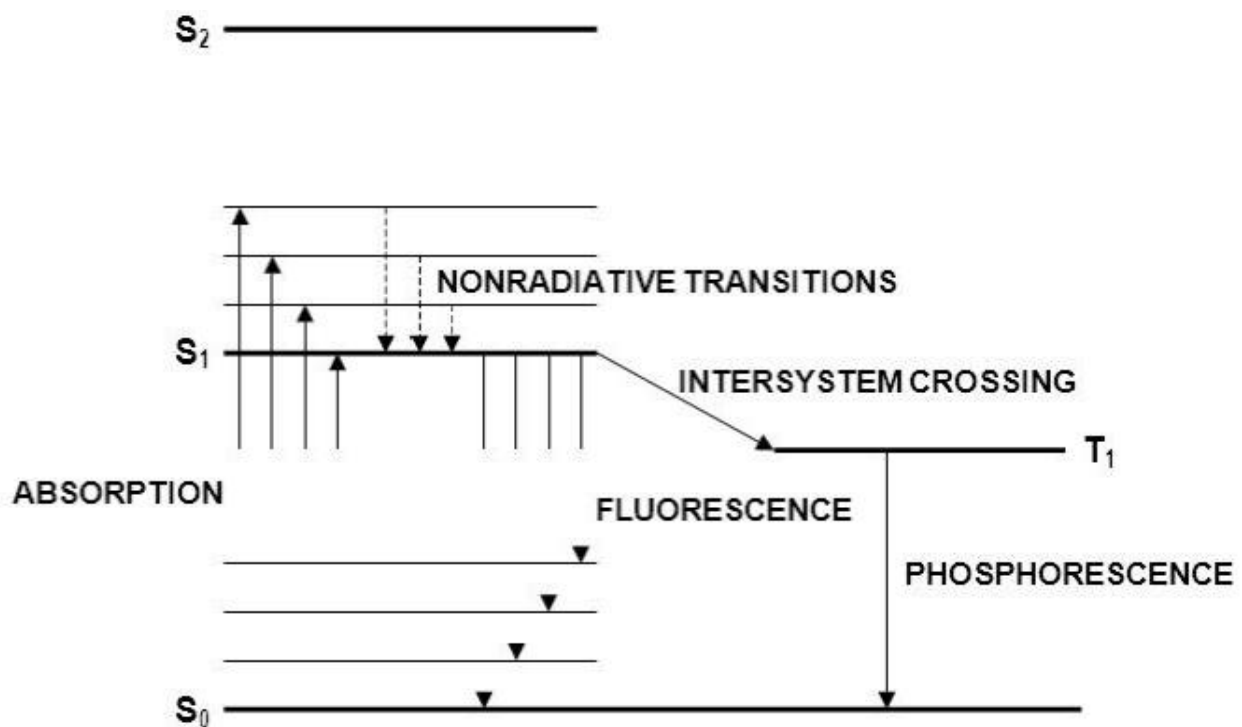 S₂
NONRADIATIVE TRANSITIONS
S₁
INTERSYSTEM CROSSING
T₁
ABSORPTION
FLUORESCENCE
PHOSPHORESCENCE
S₀